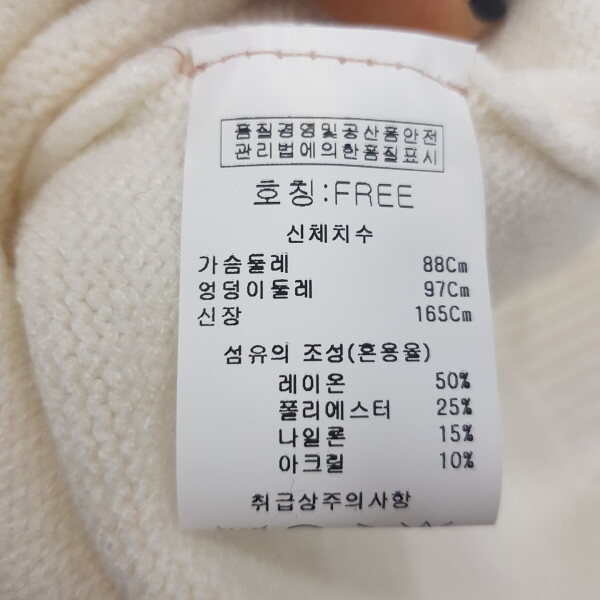 품질경영및공산품안전
관리법에의한품질표시
호칭:FREE
신체치수
가슴둘레 88Cm
엉덩이둘레 97Cm
신장 165Cm
섬유의 조성(혼용율)
레이온 50%
폴리에스터 25%
나일론 15%
아크릴 10%
취급상주의사항